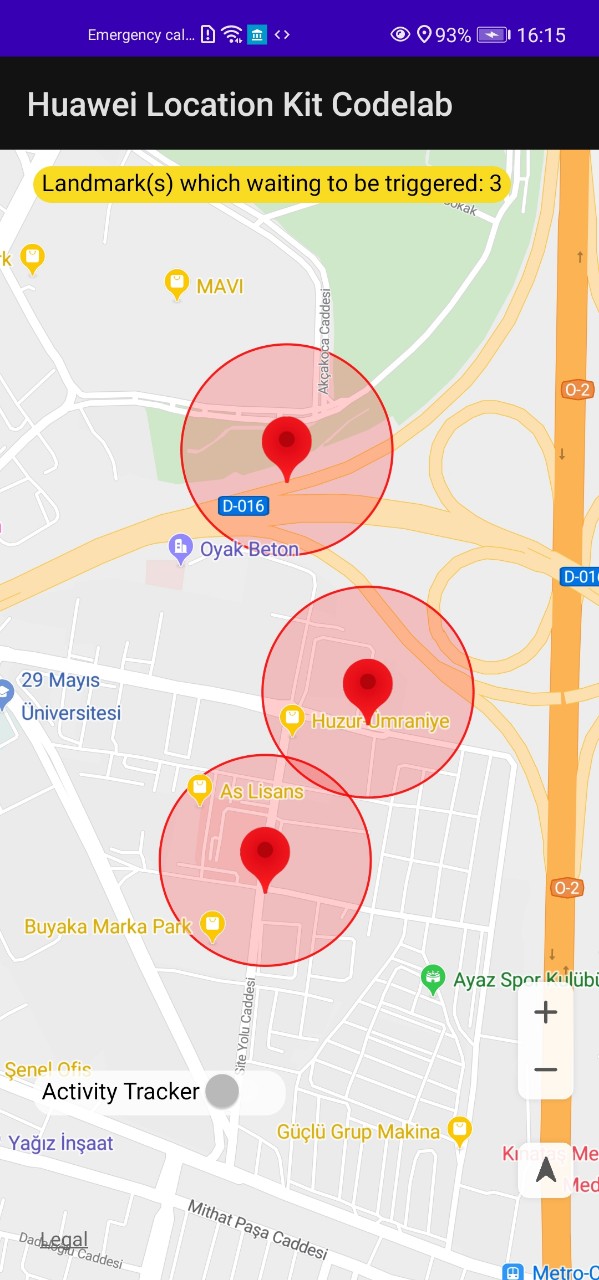 Emergency cal...
93%
16:15
Huawei Location Kit Codelab
Landmark(s) which waiting to be triggered: 3
MAVI
Akçakoca Caddesi
O-2
D-016
D-016
Oyak Beton
29 Mayıs
Üniversitesi
Huzur Ümraniye
As Lisans
O-2
Buyaka Marka Park
Ayaz Spor Kulübü
Site Yolu Caddesi
+
−
Şenel Ofis
Activity Tracker
Güçlü Grup Makina
Yağız İnşaat
Med
Mithat Paşa Caddesi
Legal
Metro-C